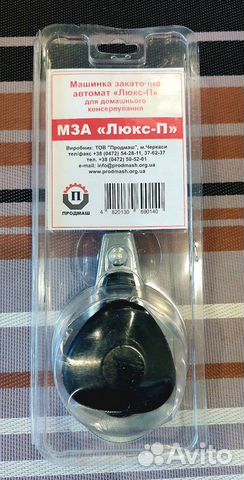 Машинка закаточна
автомат «Люкс-П»
для домашнього
консервування
МЗА «Люкс-П»
Виробник: ТОВ "Продмаш", м.Черкаси
тел/факс +38 (0472) 54-28-11, 37-62-37
тел. +38 (0472) 50-52-01
e-mail: info@prodmash.org.ua
www.prodmash.org.ua
П
ПРОДМАШ
4 820130 690140
Avito